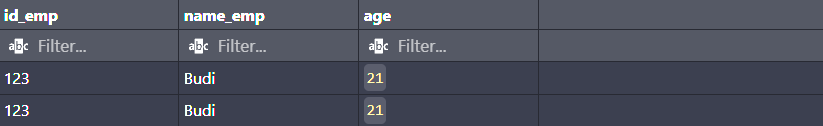 id_emp name_emp age
abc Filter... abc Filter... abc Filter...
123 Budi 21
123 Budi 21